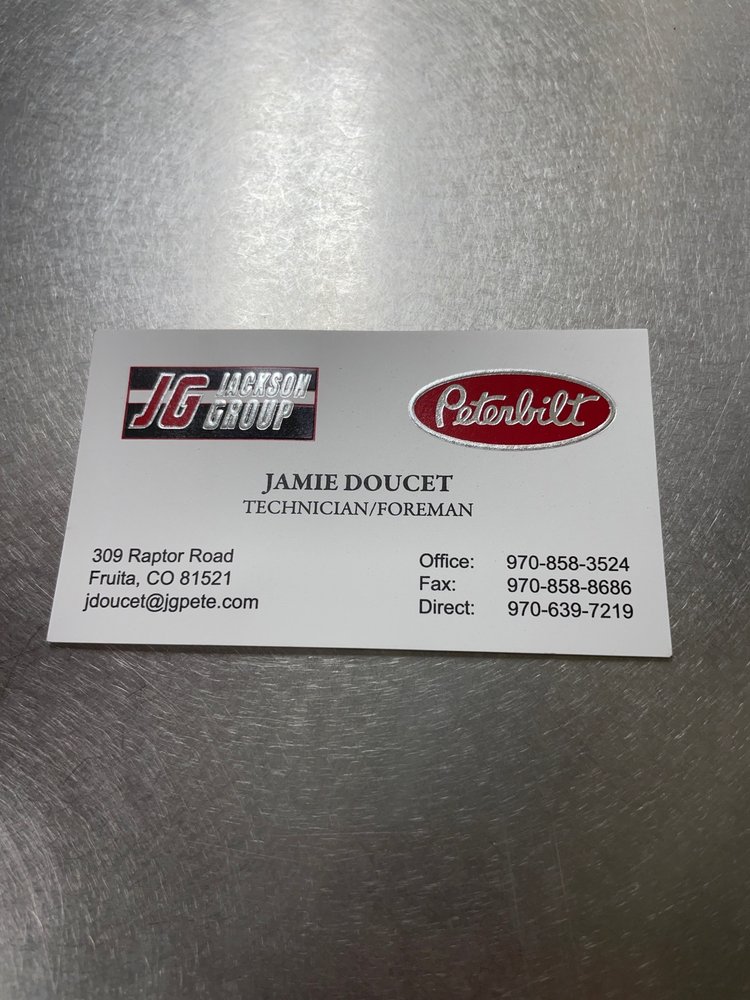 JG JACKSON GROUP
Peterbilt
JAMIE DOUCET
TECHNICIAN/FOREMAN
309 Raptor Road
Fruita, CO 81521
jdoucet@jgpete.com
Office: 970-858-3524
Fax: 970-858-8686
Direct: 970-639-7219